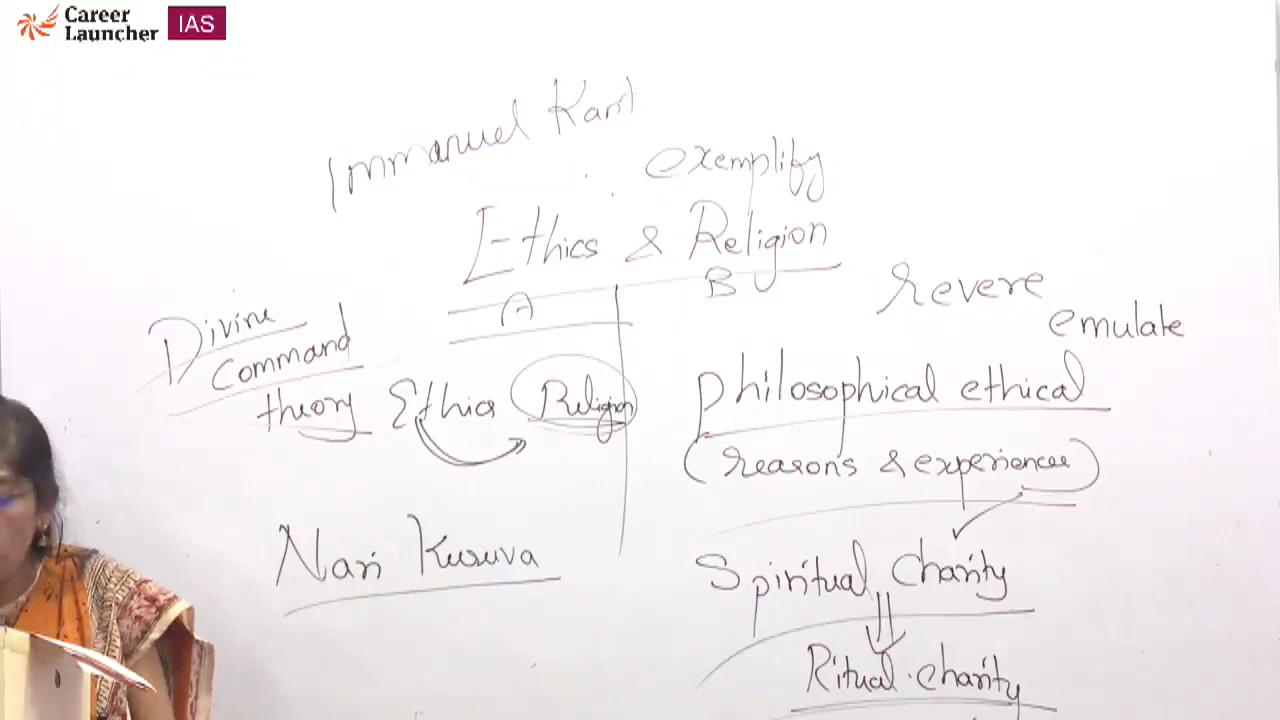 Career Launcher IAS
Immanuel Kant
exemplify
Ethics & Religion
A
B
revere
emulate
Divine
Command
theory
Ethics Religion
Philosophical ethical
(reasons & experiences)
Nari Kuruva
Spiritual Charity
Ritual charity